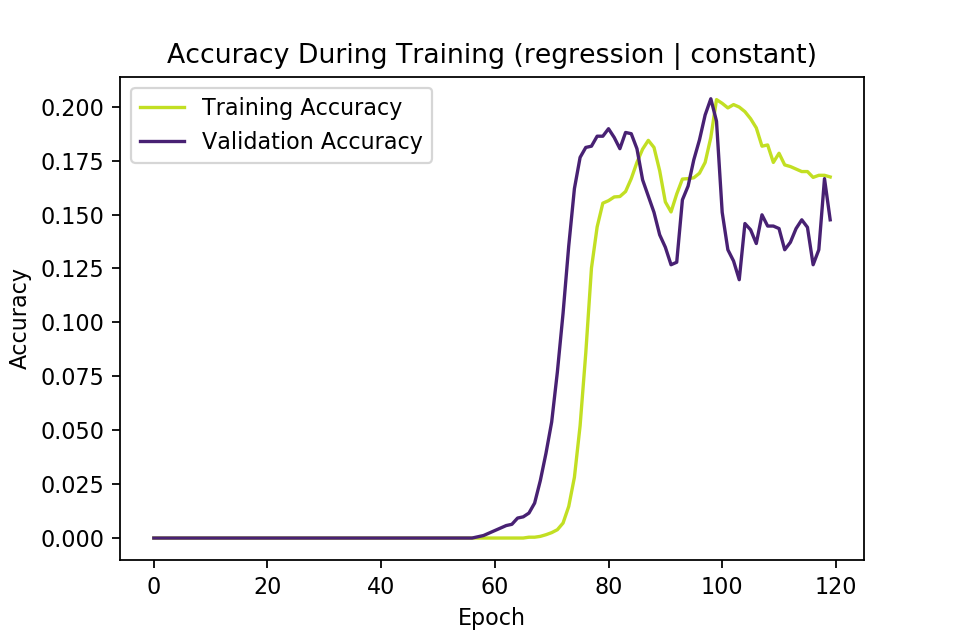 Accuracy During Training (regression | constant)
Training Accuracy
Validation Accuracy
0.200
0.175
0.150
0.125
0.100
0.075
0.050
0.025
0.000
Accuracy
0 20 40 60 80 100 120
Epoch